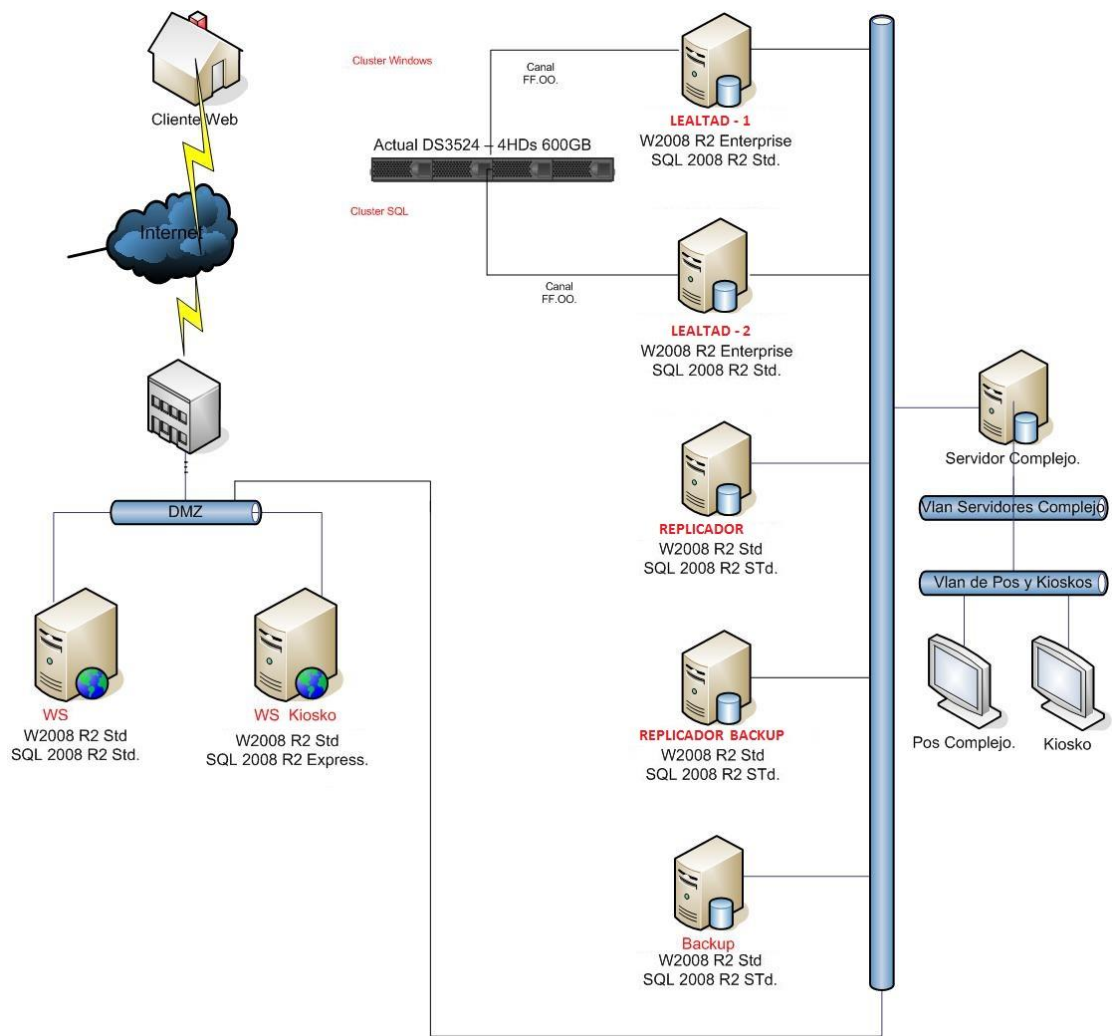 Cliente Web
Internet
DMZ
WS
W2008 R2 Std
SQL 2008 R2 Std.
WS Kiosko
W2008 R2 Std
SQL 2008 R2 Express.
Cluster Windows
Canal
FF.OO.
Actual DS3524 – 4HDs 600GB
Cluster SQL
Canal
FF.OO.
LEALTAD - 1
W2008 R2 Enterprise
SQL 2008 R2 Std.
LEALTAD - 2
W2008 R2 Enterprise
SQL 2008 R2 Std.
REPLICADOR
W2008 R2 Std
SQL 2008 R2 STd.
REPLICADOR BACKUP
W2008 R2 Std
SQL 2008 R2 STd.
Backup
W2008 R2 Std
SQL 2008 R2 STd.
Servidor Complejo.
Vlan Servidores Complejo
Vlan de Pos y Kioskos
Pos Complejo.
Kiosko